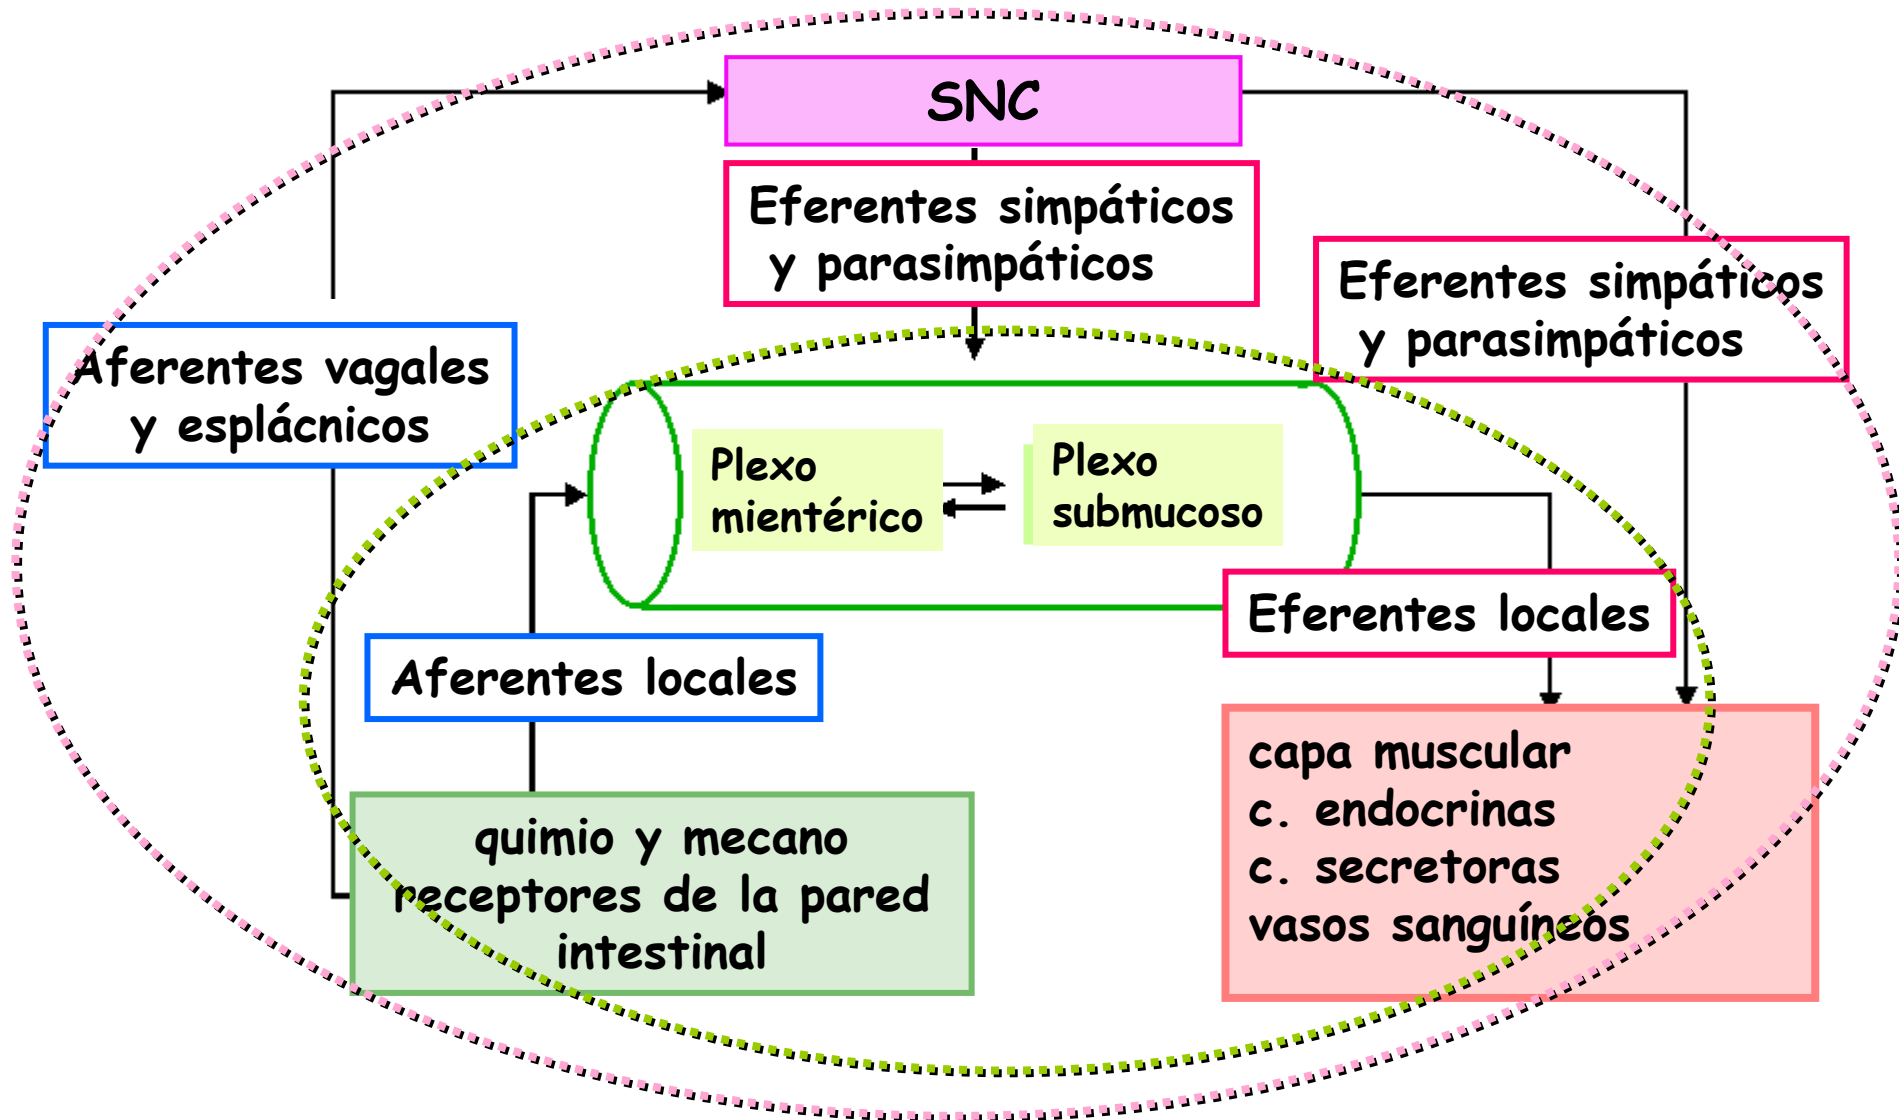 SNC
Eferentes simpáticos
y parasimpáticos
Eferentes simpáticos
y parasimpáticos
Aferentes vagales
y esplácnicos
Plexo
mientérico
Plexo
submucoso
Eferentes locales
Aferentes locales
capa muscular
c. endocrinas
c. secretoras
vasos sanguíneos
quimio y mecano
receptores de la pared
intestinal